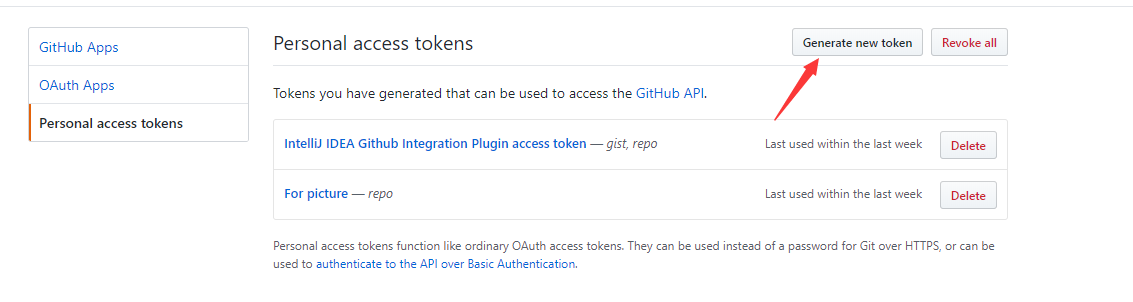 GitHub Apps
OAuth Apps
Personal access tokens
Personal access tokens
Generate new token
Revoke all
Tokens you have generated that can be used to access the GitHub API.
IntelliJ IDEA Github Integration Plugin access token — gist, repo
Last used within the last week
Delete
For picture — repo
Last used within the last week
Delete
Personal access tokens function like ordinary OAuth access tokens. They can be used instead of a password for Git over HTTPS, or can be
used to authenticate to the API over Basic Authentication.